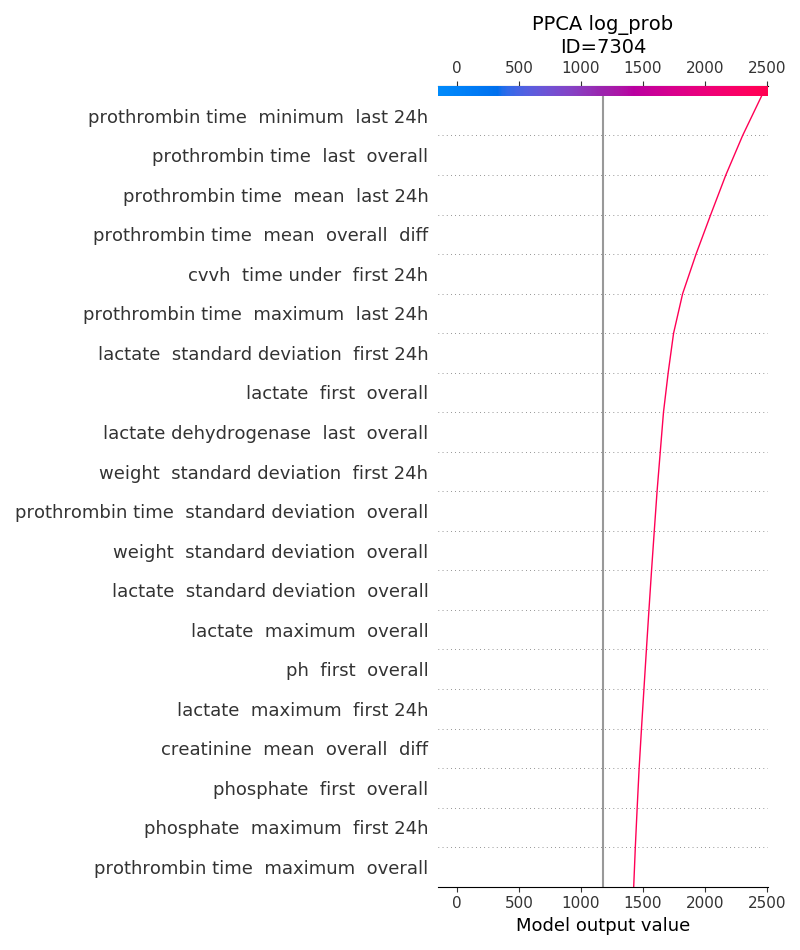 PPCA log_prob
ID=7304
0 500 1000 1500 2000 2500
prothrombin time  minimum  last 24h
prothrombin time  last  overall
prothrombin time  mean  last 24h
prothrombin time  mean  overall  diff
cvvh  time under  first 24h
prothrombin time  maximum  last 24h
lactate  standard deviation  first 24h
lactate  first  overall
lactate dehydrogenase  last  overall
weight  standard deviation  first 24h
prothrombin time  standard deviation  overall
weight  standard deviation  overall
lactate  standard deviation  overall
lactate  maximum  overall
ph  first  overall
lactate  maximum  first 24h
creatinine  mean  overall  diff
phosphate  first  overall
phosphate  maximum  first 24h
prothrombin time  maximum  overall
0 500 1000 1500 2000 2500
Model output value